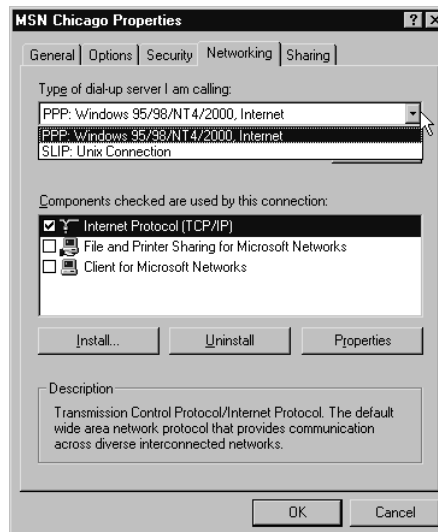 MSN Chicago Properties
General Options Security Networking Sharing
Type of dial-up server I am calling:
PPP: Windows 95/98/NT4/2000, Internet
PPP: Windows 95/98/NT4/2000, Internet
SLIP: Unix Connection
Components checked are used by this connection:
Internet Protocol (TCP/IP)
File and Printer Sharing for Microsoft Networks
Client for Microsoft Networks
Install... Uninstall Properties
Description
Transmission Control Protocol/Internet Protocol. The default
wide area network protocol that provides communication
across diverse interconnected networks.
OK Cancel